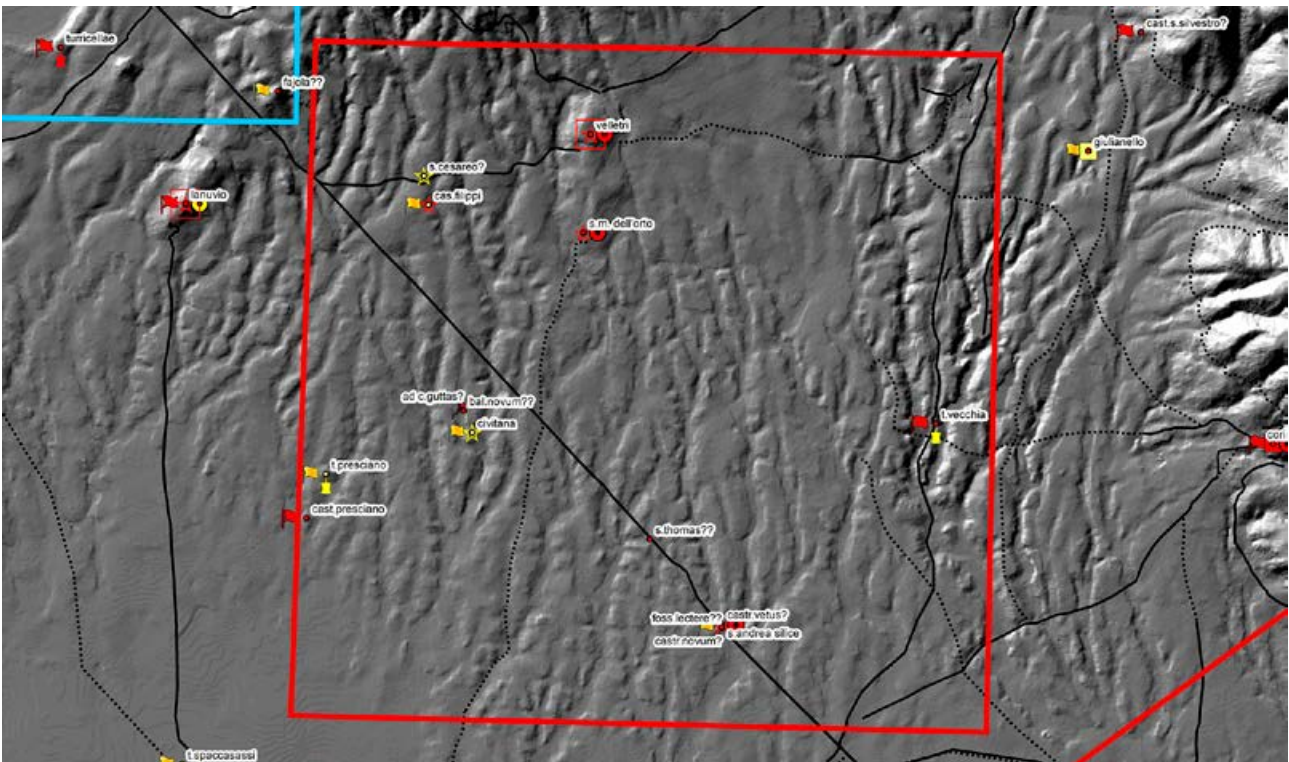 turricellae
cast.s.silvestro?
fajola??
velletri
giulianello
s.cesareo?
lanuvio
cas.filippi
s.m. dell'orto
ad c.guttas?
bal.novum??
t.vecchia
civitana
cori
t.presciano
cast.presciano
s.thomas??
foss.lectere??
castr.vetus?
castr.novum?
s.andrea silice
t.spaccasassi